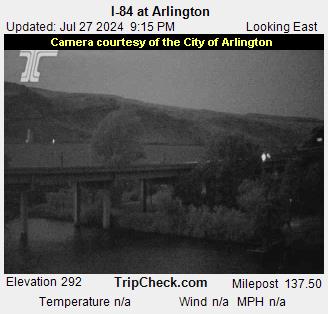 I-84 at Arlington
Updated: Jul 27 2024 9:15 PM Looking East
Camera courtesy of the City of Arlington
Elevation 292 TripCheck.com Milepost 137.50
Temperature n/a Wind n/a MPH n/a